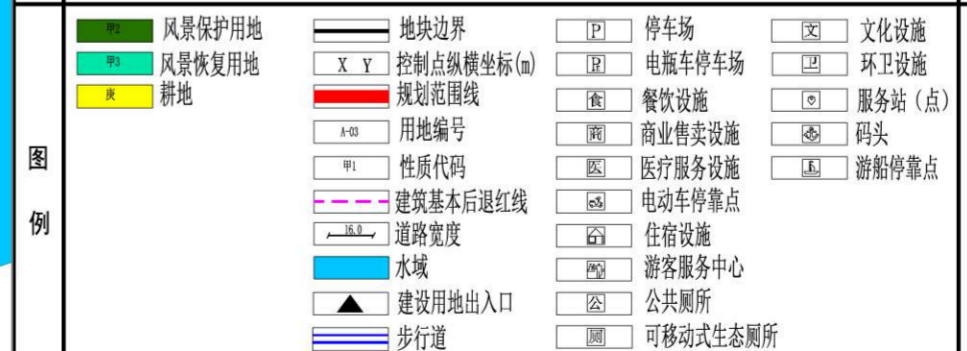 图例
甲2 风景保护用地
甲3 风景恢复用地
庚 耕地
地块边界
X Y 控制点纵横坐标(m)
规划范围线
A-03 用地编号
甲1 性质代码
建筑基本后退红线
16.0 道路宽度
水域
建设用地出入口
步行道
P 停车场
电瓶车停车场
食 餐饮设施
商 商业售卖设施
医 医疗服务设施
电动车停靠点
住宿设施
游客服务中心
公 公共厕所
厕 可移动式生态厕所
文 文化设施
环卫设施
服务站（点）
码头
游船停靠点